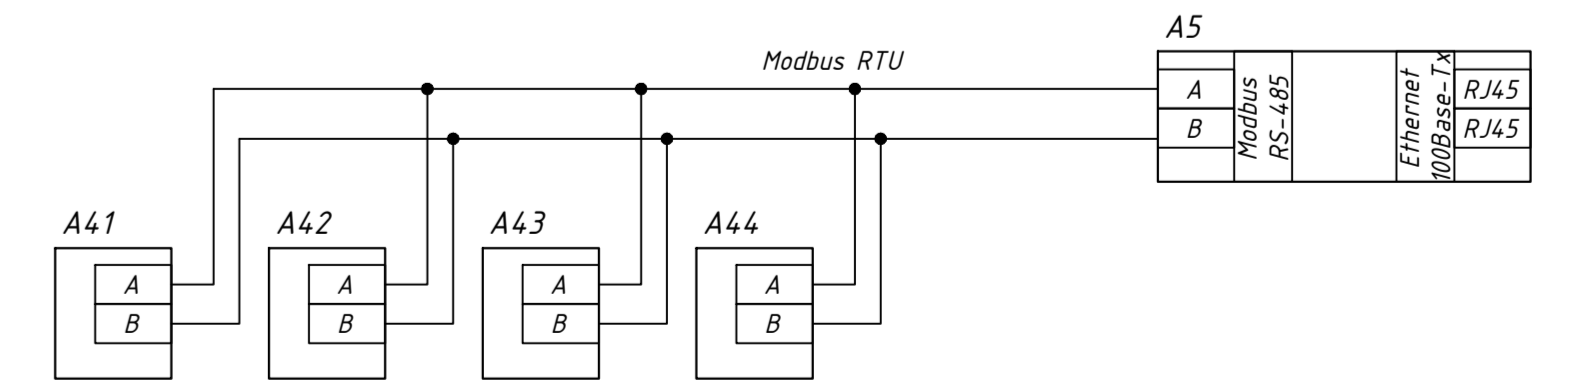 A5
Modbus RTU
A
B
Modbus
RS-485
Ethernet
100Base-Tx
RJ45
RJ45
A41
A
B
A42
A
B
A43
A
B
A44
A
B